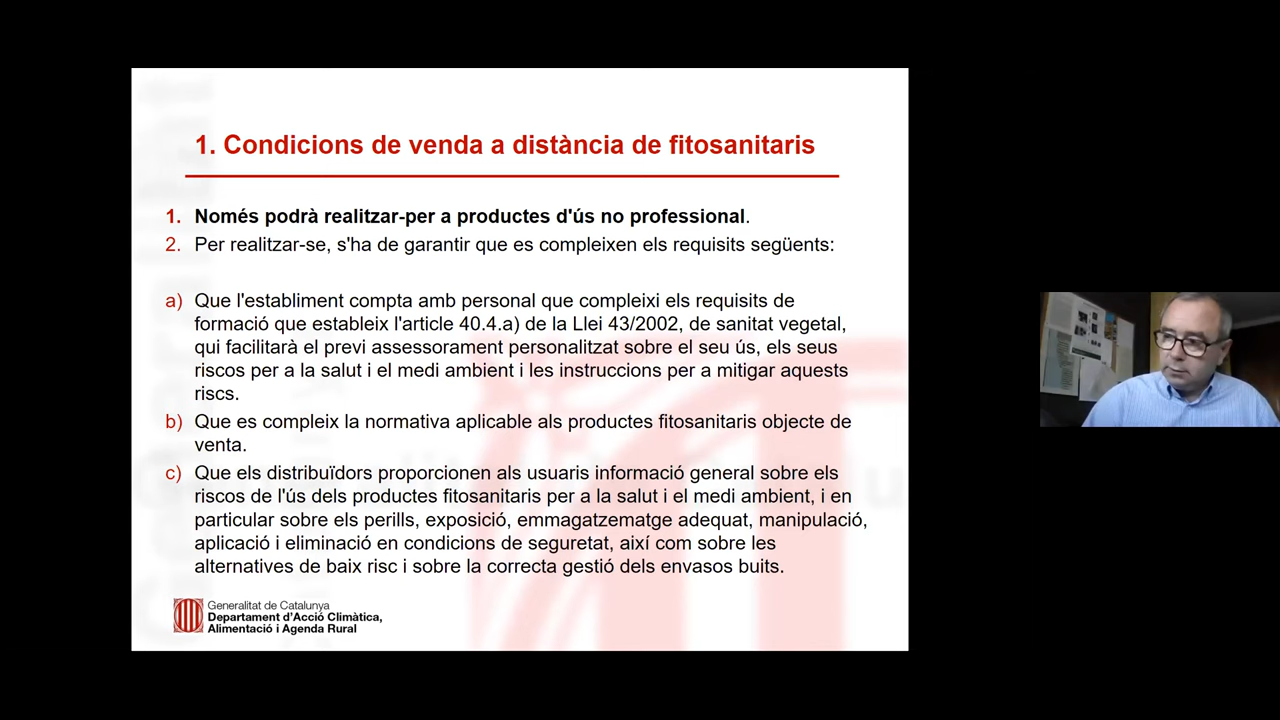 1. Condicions de venda a distància de fitosanitaris
1. Només podrà realitzar-per a productes d'ús no professional.
2. Per realitzar-se, s'ha de garantir que es compleixen els requisits següents:
a) Que l'establiment compta amb personal que compleixi els requisits de
formació que estableix l'article 40.4.a) de la Llei 43/2002, de sanitat vegetal,
qui facilitarà el previ assessorament personalitzat sobre el seu ús, els seus
riscos per a la salut i el medi ambient i les instruccions per a mitigar aquests
riscs.
b) Que es compleix la normativa aplicable als productes fitosanitaris objecte de
venta.
c) Que els distribuïdors proporcionen als usuaris informació general sobre els
riscos de l'ús dels productes fitosanitaris per a la salut i el medi ambient, i en
particular sobre els perills, exposició, emmagatzematge adequat, manipulació,
aplicació i eliminació en condicions de seguretat, així com sobre les
alternatives de baix risc i sobre la correcta gestió dels envasos buits.
Generalitat de Catalunya
Departament d'Acció Climàtica,
Alimentació i Agenda Rural